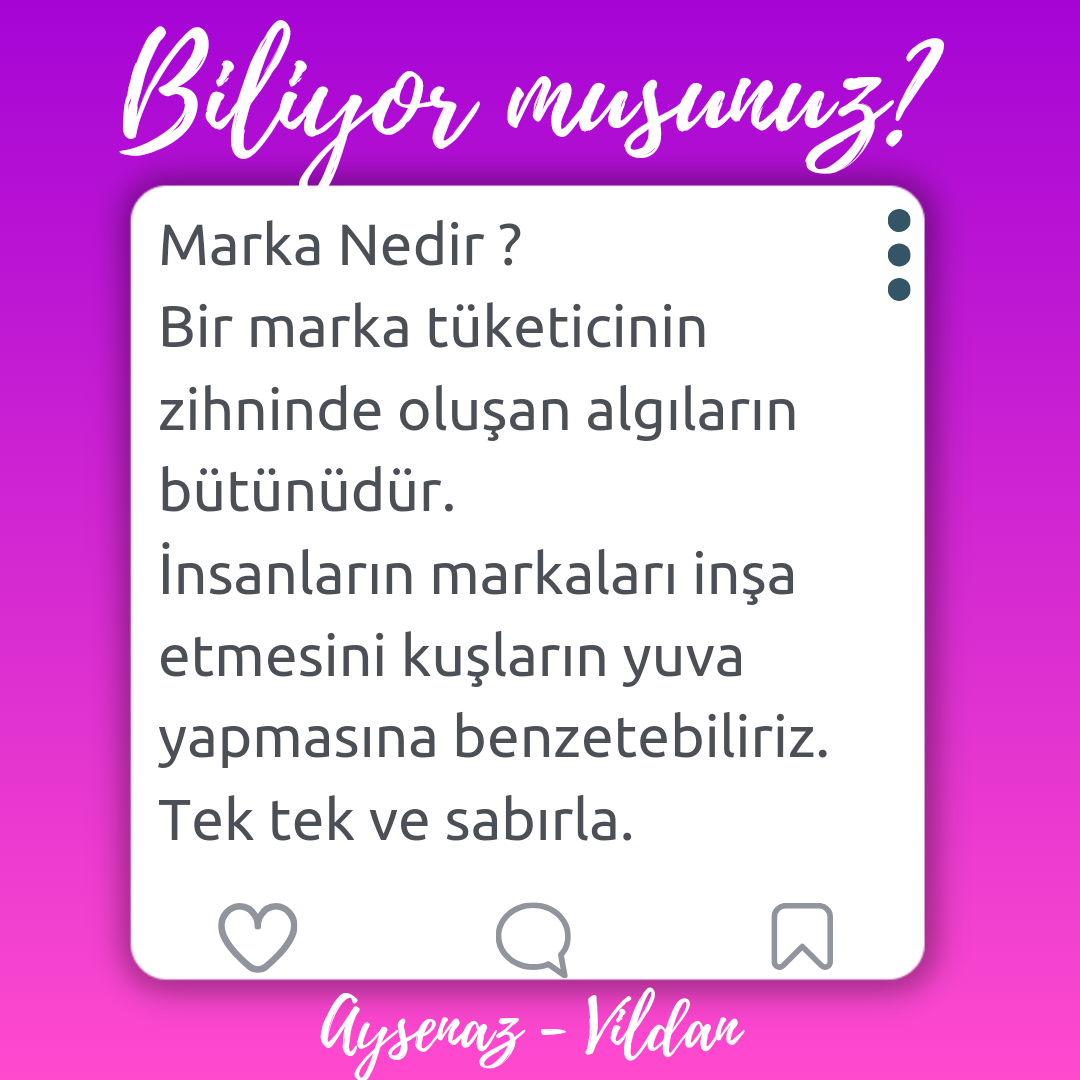 Biliyor musunuz?
Marka Nedir ?
Bir marka tüketicinin
zihninde oluşan algıların
bütünüdür.
İnsanların markaları inşa
etmesini kuşların yuva
yapmasına benzetebiliriz.
Tek tek ve sabırla.
Aysenaz - Vildan